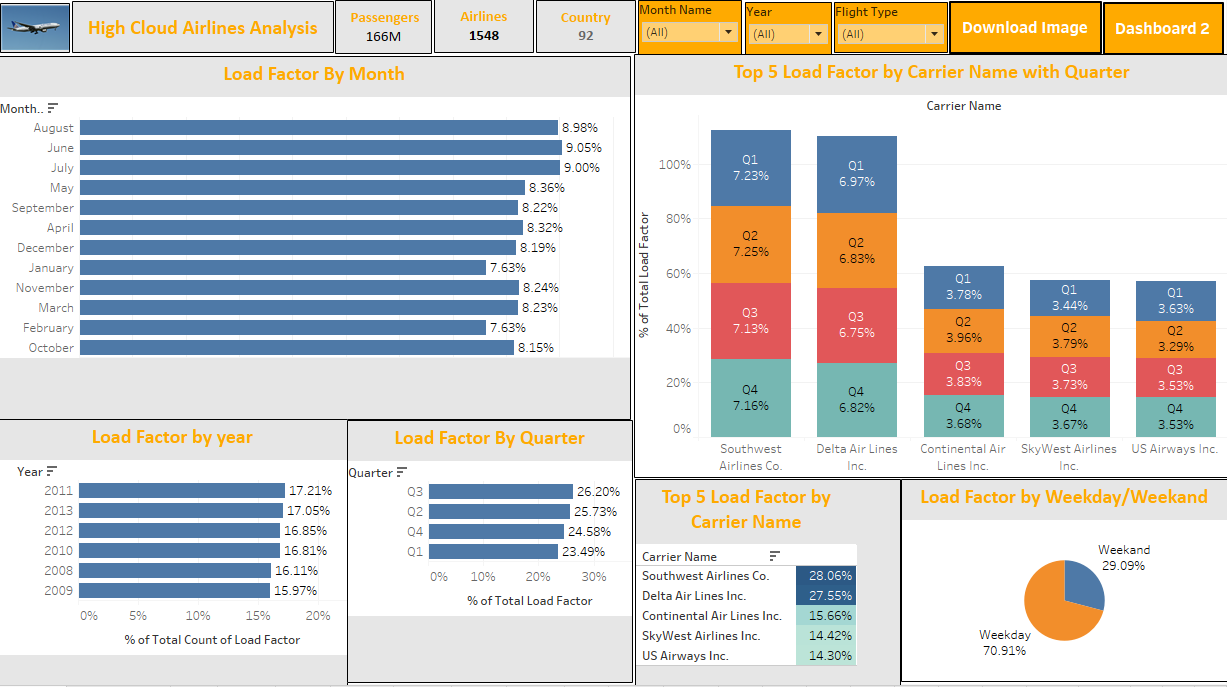 High Cloud Airlines Analysis
Passengers
166M
Airlines
1548
Country
92
Month Name
(All)
Year
(All)
Flight Type
(All)
Download Image
Dashboard 2
Load Factor By Month
Month..
August 8.98%
June 9.05%
July 9.00%
May 8.36%
September 8.22%
April 8.32%
December 8.19%
January 7.63%
November 8.24%
March 8.23%
February 7.63%
October 8.15%
Top 5 Load Factor by Carrier Name with Quarter
Carrier Name
% of Total Load Factor
100%
80%
60%
40%
20%
0%
Q1
7.23%
Q2
7.25%
Q3
7.13%
Q4
7.16%
Southwest
Airlines Co.
Q1
6.97%
Q2
6.83%
Q3
6.75%
Q4
6.82%
Delta Air Lines
Inc.
Q1
3.78%
Q2
3.96%
Q3
3.83%
Q4
3.68%
Continental Air
Lines Inc.
Q1
3.44%
Q2
3.79%
Q3
3.73%
Q4
3.67%
SkyWest Airlines
Inc.
Q1
3.63%
Q2
3.29%
Q3
3.53%
Q4
3.53%
US Airways Inc.
Load Factor by year
Year
2011 17.21%
2013 17.05%
2012 16.85%
2010 16.81%
2008 16.11%
2009 15.97%
0% 5% 10% 15% 20%
% of Total Count of Load Factor
Load Factor By Quarter
Quarter
Q3 26.20%
Q2 25.73%
Q4 24.58%
Q1 23.49%
0% 10% 20% 30%
% of Total Load Factor
Top 5 Load Factor by
Carrier Name
Carrier Name
Southwest Airlines Co. 28.06%
Delta Air Lines Inc. 27.55%
Continental Air Lines Inc. 15.66%
SkyWest Airlines Inc. 14.42%
US Airways Inc. 14.30%
Load Factor by Weekday/Weekand
Weekand
29.09%
Weekday
70.91%